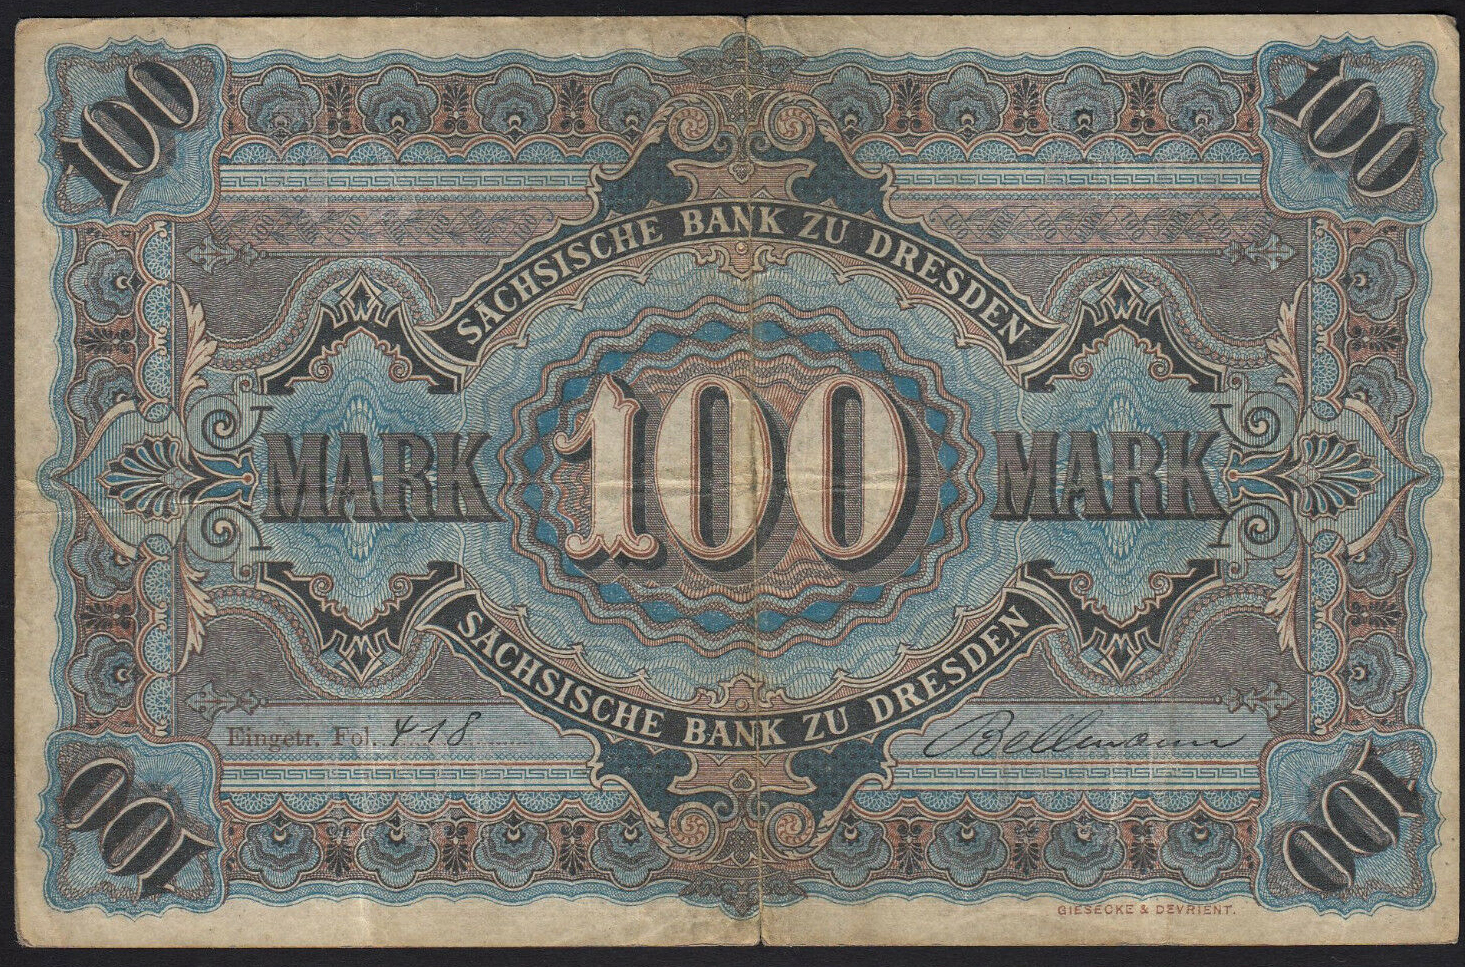 100 100
SÄCHSISCHE BANK ZU DRESDEN
MARK 100 MARK
SÄCHSISCHE BANK ZU DRESDEN
Eingetr. Fol. 418 Bellmann
100 100
GIESECKE & DEVRIENT.